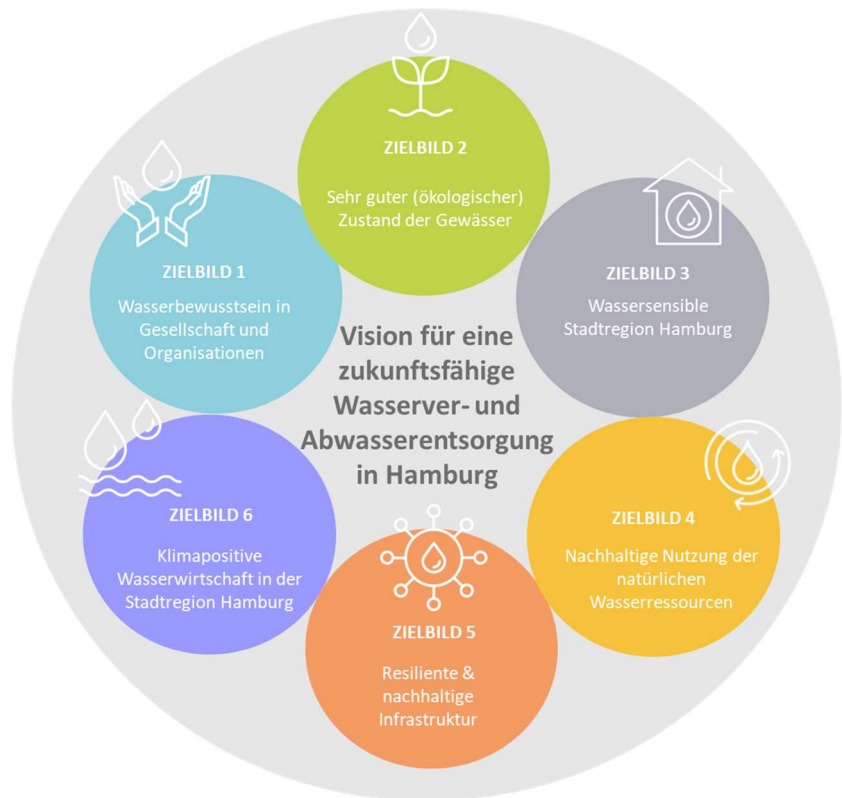 ZIELBILD 2
Sehr guter (ökologischer)
Zustand der Gewässer
ZIELBILD 1
Wasserbewusstsein in
Gesellschaft und
Organisationen
ZIELBILD 3
Wassersensible
Stadtregion Hamburg
Vision für eine
zukunftsfähige
Wasserver- und
Abwasserentsorgung
in Hamburg
ZIELBILD 6
Klimapositive
Wasserwirtschaft in der
Stadtregion Hamburg
ZIELBILD 4
Nachhaltige Nutzung der
natürlichen
Wasserressourcen
ZIELBILD 5
Resiliente &
nachhaltige
Infrastruktur